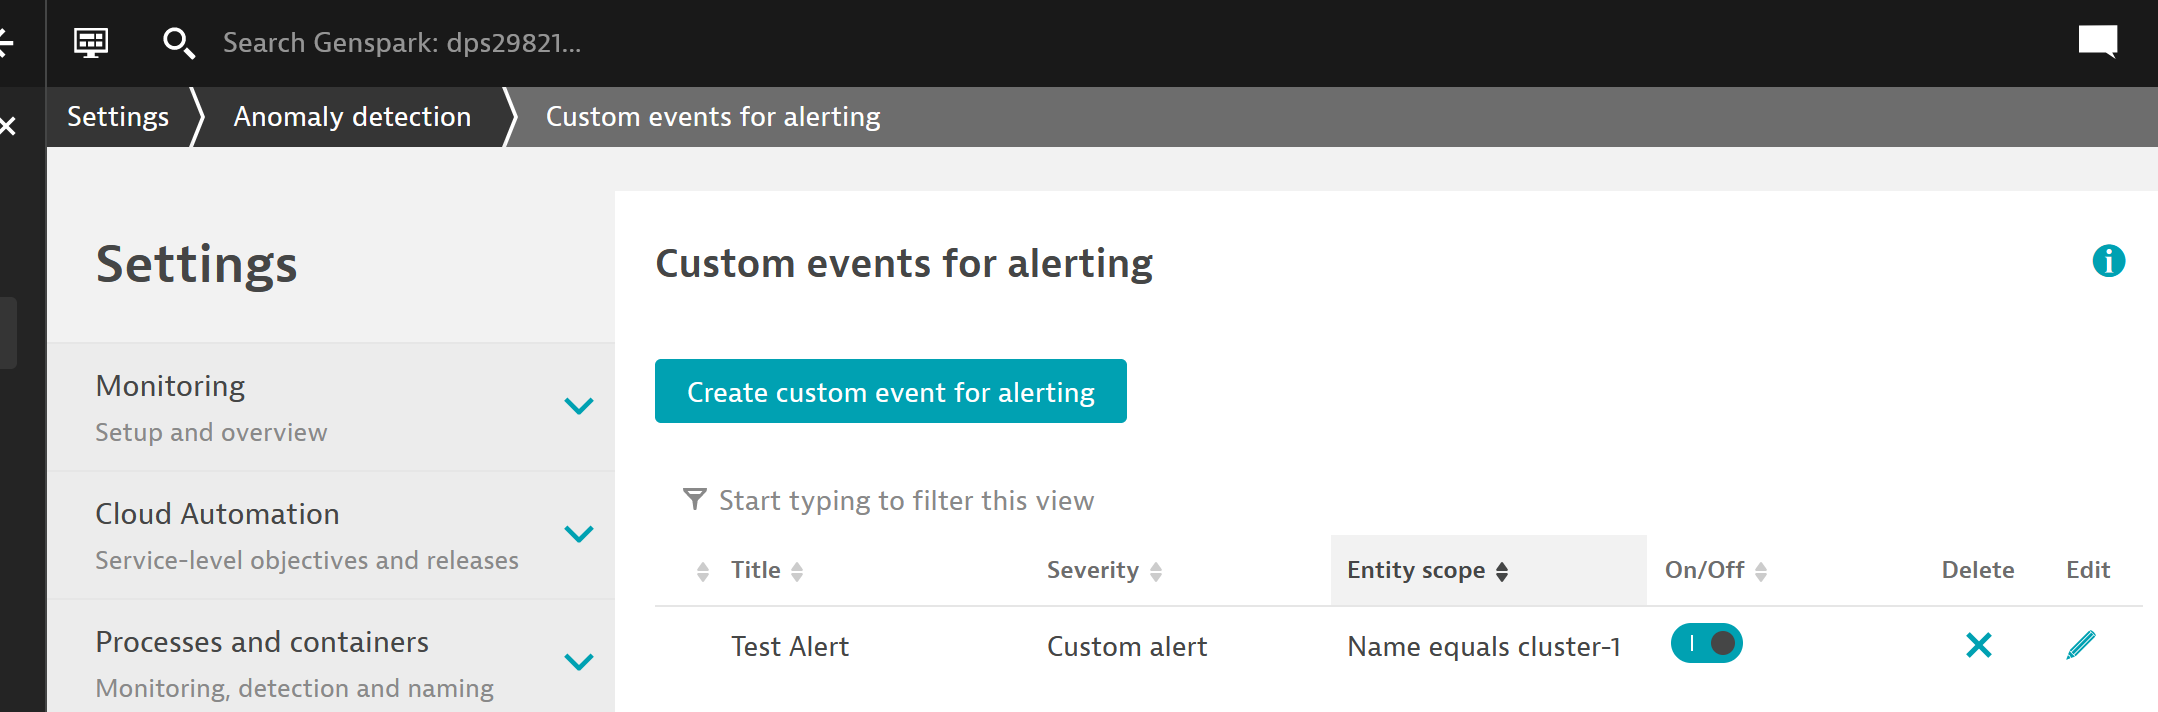 Search Genspark: dps29821...
Settings
Anomaly detection
Custom events for alerting
Settings
Monitoring
Setup and overview
Cloud Automation
Service-level objectives and releases
Processes and containers
Monitoring, detection and naming
Custom events for alerting
Create custom event for alerting
Start typing to filter this view
Title Severity Entity scope On/Off Delete Edit
Test Alert Custom alert Name equals cluster-1